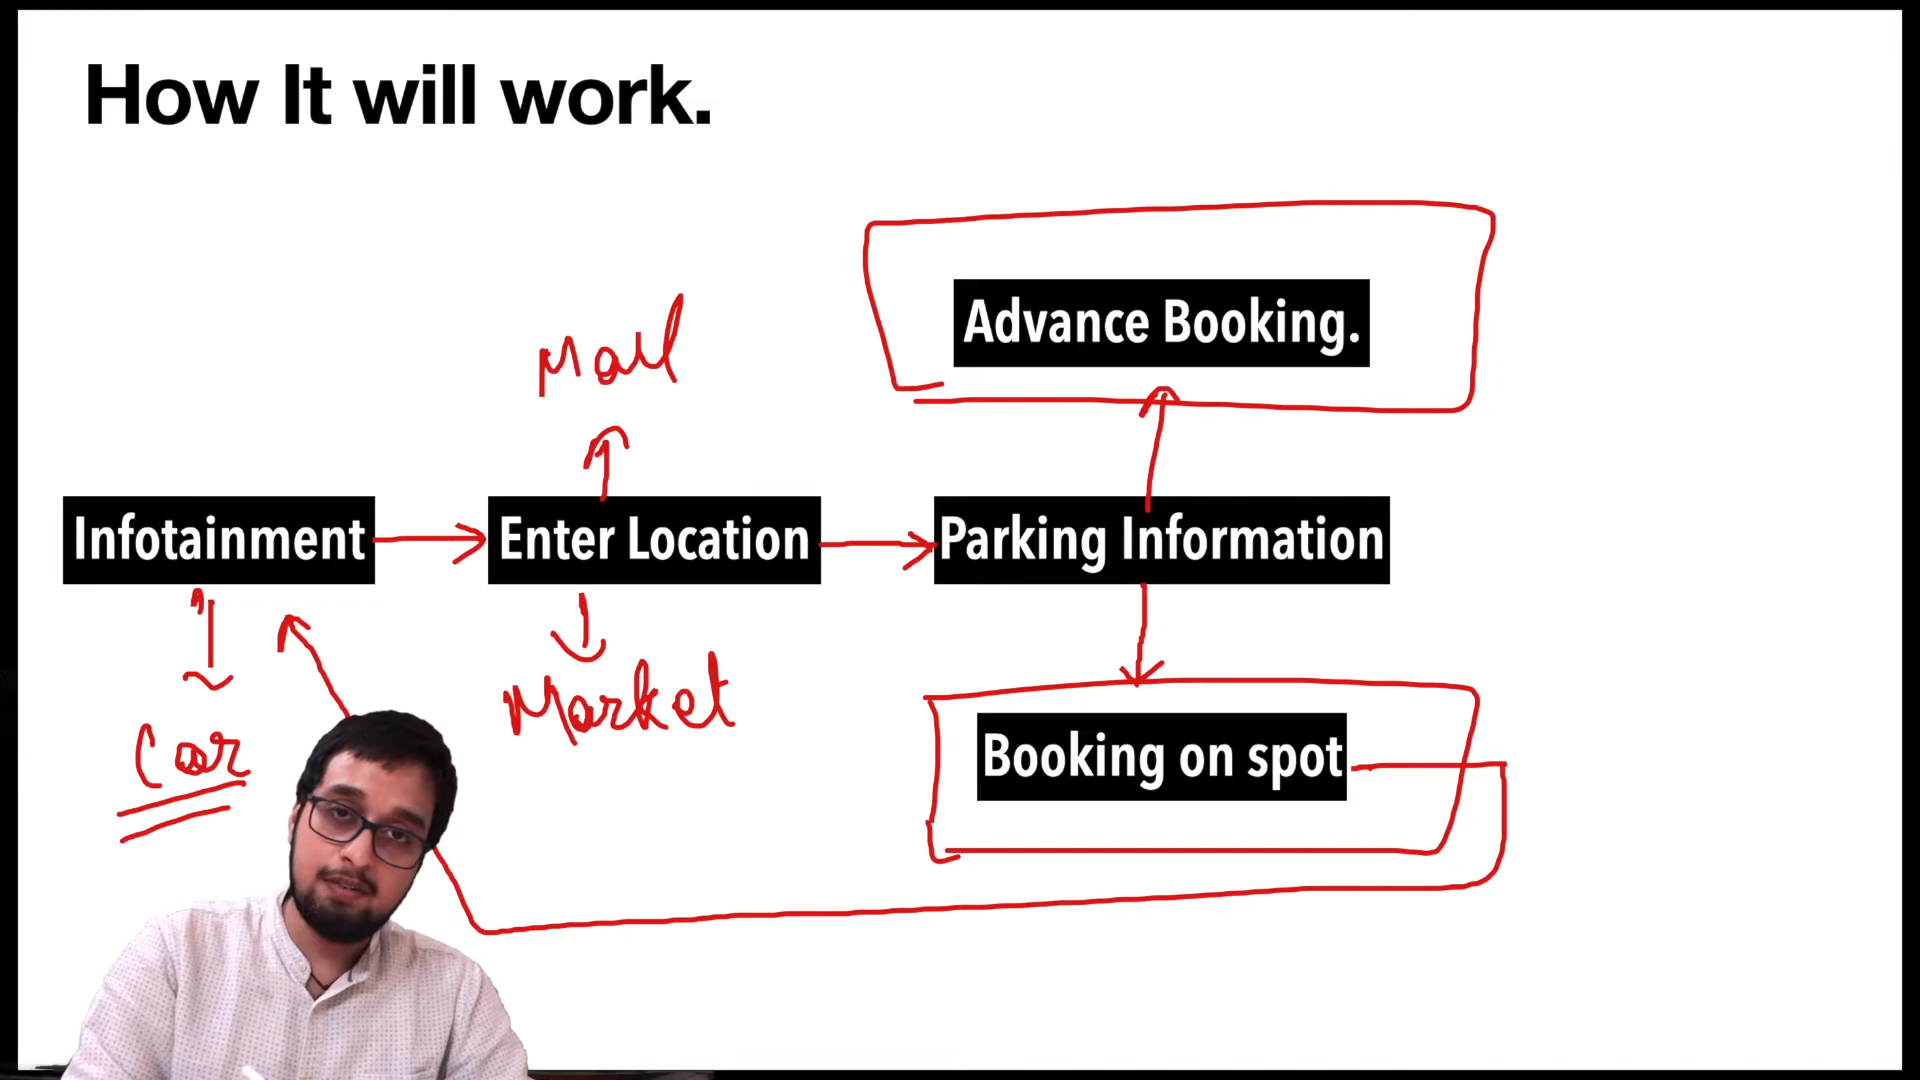 How It will work.
Advance Booking.
Mall
Infotainment
Enter Location
Parking Information
Market
Car
Booking on spot